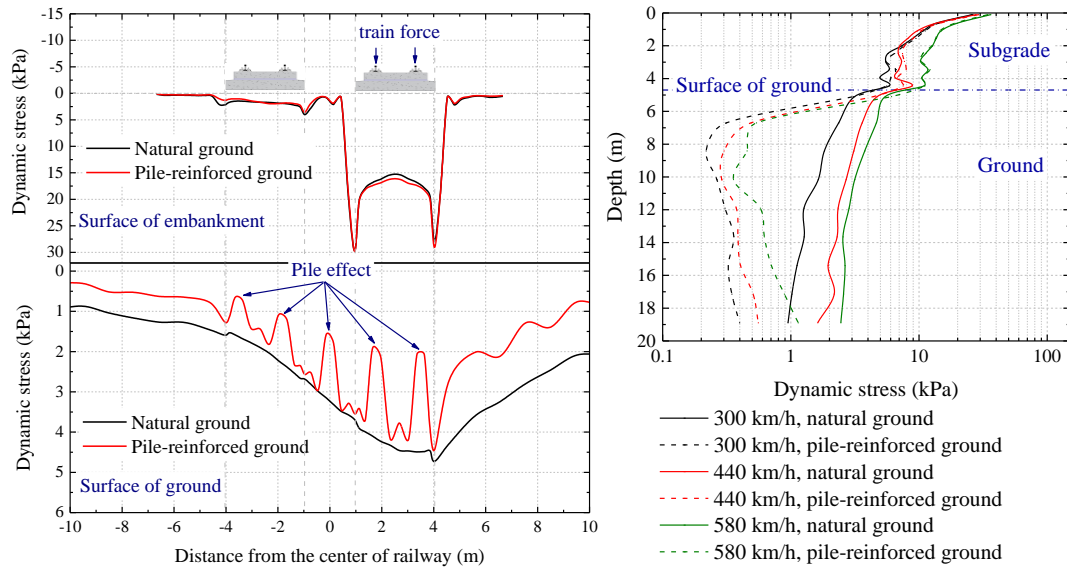 train force
-15
-10
-5
0
5
10
15
20
25
30
Dynamic stress (kPa)
Natural ground
Pile-reinforced ground
Surface of embankment
Pile effect
0
1
2
3
4
5
6
Dynamic stress (kPa)
Natural ground
Pile-reinforced ground
Surface of ground
-10 -8 -6 -4 -2 0 2 4 6 8 10
Distance from the center of railway (m)
0
2
4
6
8
10
12
14
16
18
20
Depth (m)
Subgrade
Surface of ground
Ground
0.1 1 10 100
Dynamic stress (kPa)
300 km/h, natural ground
300 km/h, pile-reinforced ground
440 km/h, natural ground
440 km/h, pile-reinforced ground
580 km/h, natural ground
580 km/h, pile-reinforced ground